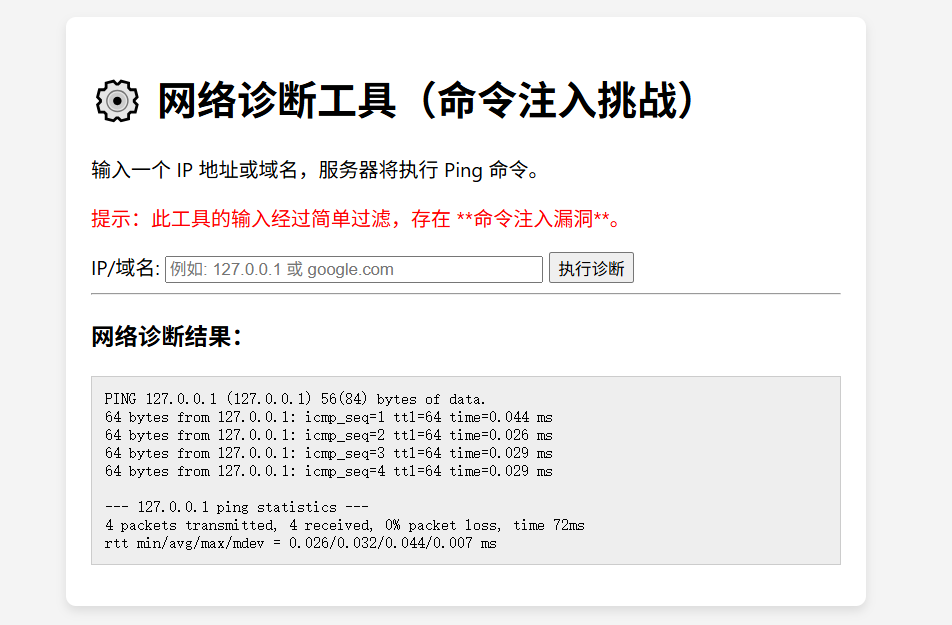 网络诊断工具（命令注入挑战）
输入一个 IP 地址或域名，服务器将执行 Ping 命令。
提示：此工具的输入经过简单过滤，存在 **命令注入漏洞**。
IP/域名: 例如: 127.0.0.1 或 google.com 执行诊断
网络诊断结果：
PING 127.0.0.1 (127.0.0.1) 56(84) bytes of data.
64 bytes from 127.0.0.1: icmp_seq=1 ttl=64 time=0.044 ms
64 bytes from 127.0.0.1: icmp_seq=2 ttl=64 time=0.026 ms
64 bytes from 127.0.0.1: icmp_seq=3 ttl=64 time=0.029 ms
64 bytes from 127.0.0.1: icmp_seq=4 ttl=64 time=0.029 ms
--- 127.0.0.1 ping statistics ---
4 packets transmitted, 4 received, 0% packet loss, time 72ms
rtt min/avg/max/mdev = 0.026/0.032/0.044/0.007 ms